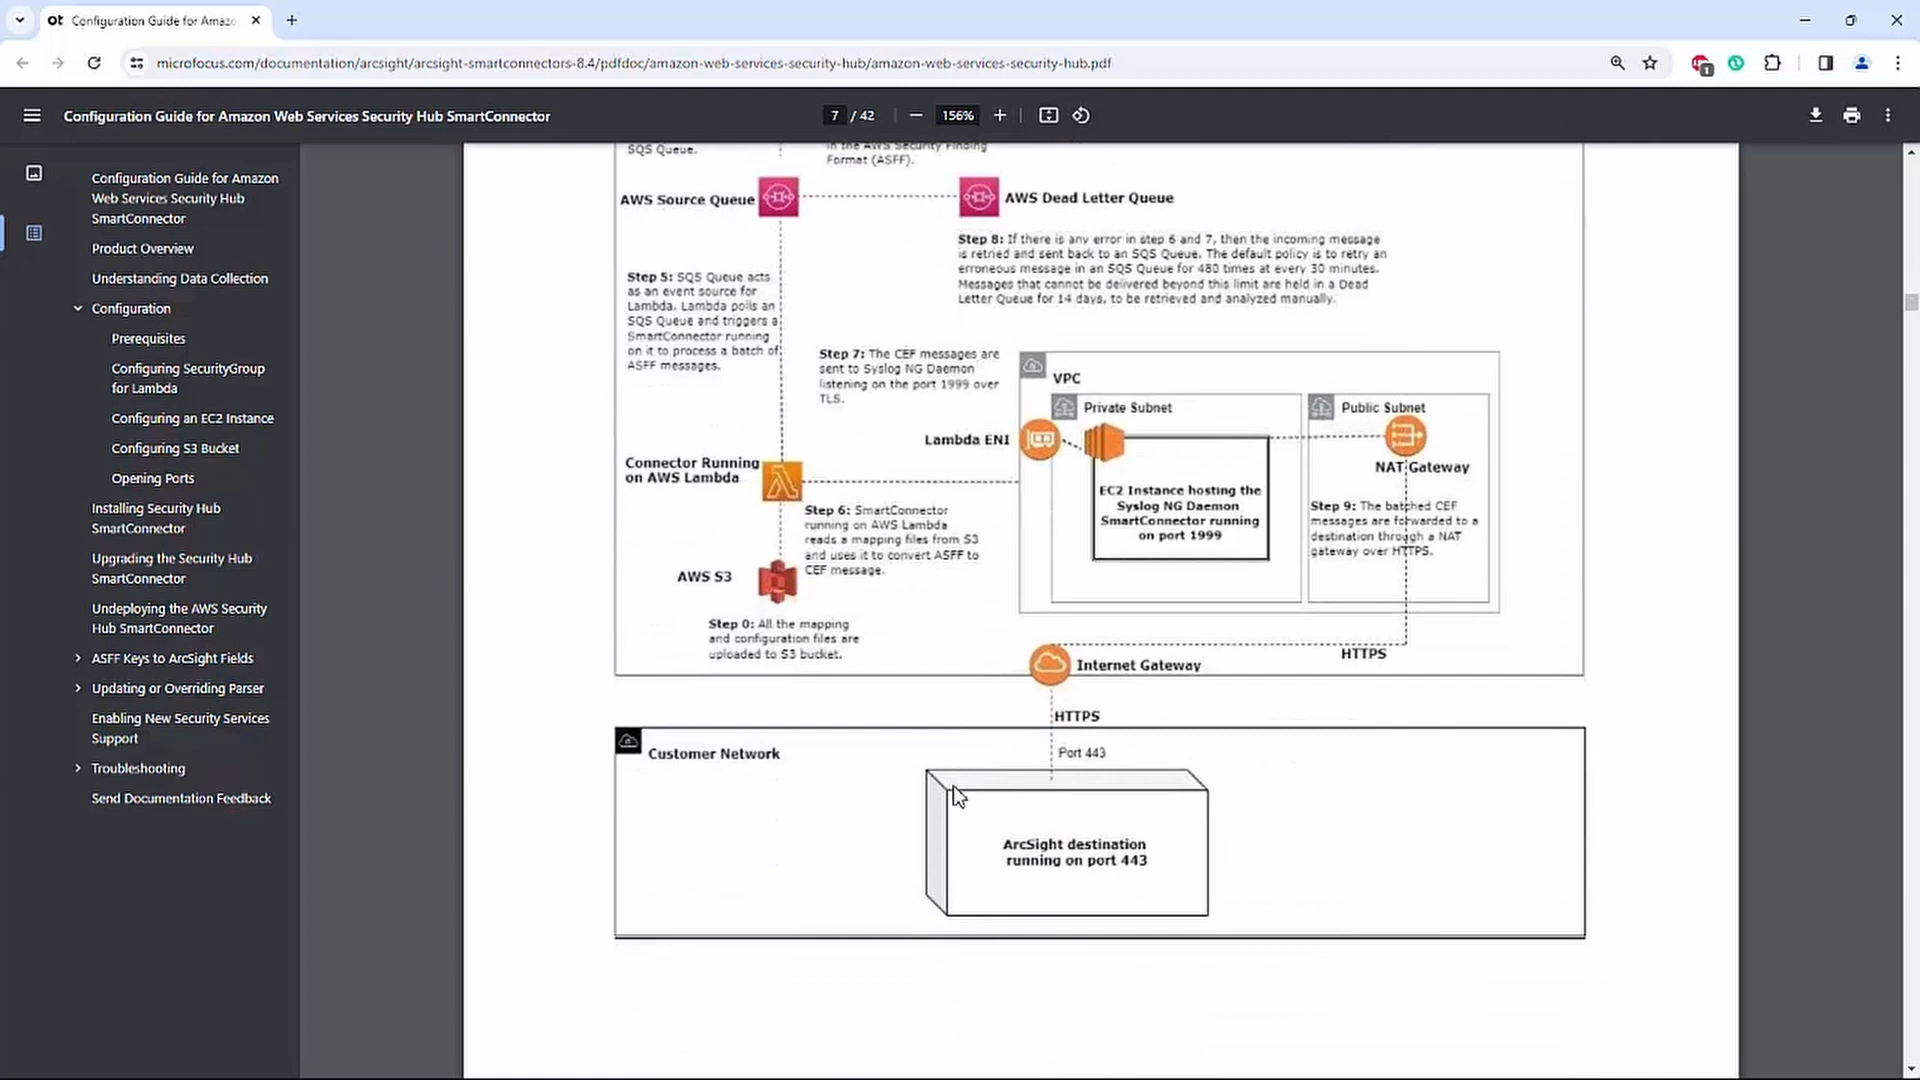 Configuration Guide for Amazo
microfocus.com/documentation/arcsight/arcsight-smartconnectors-8.4/pdfdoc/amazon-web-services-security-hub/amazon-web-services-security-hub.pdf
1
Configuration Guide for Amazon Web Services Security Hub SmartConnector
7 / 42
156%
Configuration Guide for Amazon
Web Services Security Hub
SmartConnector
Product Overview
Understanding Data Collection
Configuration
Prerequisites
Configuring SecurityGroup
for Lambda
Configuring an EC2 Instance
Configuring S3 Bucket
Opening Ports
Installing Security Hub
SmartConnector
Upgrading the Security Hub
SmartConnector
Undeploying the AWS Security
Hub SmartConnector
ASFF Keys to ArcSight Fields
Updating or Overriding Parser
Enabling New Security Services
Support
Troubleshooting
Send Documentation Feedback
SQS Queue.
in the AWS Security Finding
Format (ASFF).
AWS Source Queue
AWS Dead Letter Queue
Step 8: If there is any error in step 6 and 7, then the incoming message
is retried and sent back to an SQS Queue. The default policy is to retry an
erroneous message in an SQS Queue for 480 times at every 30 minutes.
Messages that cannot be delivered beyond this limit are held in a Dead
Letter Queue for 14 days, to be retrieved and analyzed manually.
Step 5: SQS Queue acts
as an event source for
Lambda. Lambda polls an
SQS Queue and triggers a
SmartConnector running
on it to process a batch of
ASFF messages.
Step 7: The CEF messages are
sent to Syslog NG Daemon
listening on the port 1999 over
TLS.
VPC
Private Subnet
Public Subnet
Lambda ENI
NAT Gateway
Connector Running
on AWS Lambda
EC2 Instance hosting the
Syslog NG Daemon
SmartConnector running
on port 1999
Step 9: The batched CEF
messages are forwarded to a
destination through a NAT
gateway over HTTPS.
Step 6: SmartConnector
running on AWS Lambda
reads a mapping files from S3
and uses it to convert ASFF to
CEF message.
AWS S3
Step 0: All the mapping
and configuration files are
uploaded to S3 bucket.
HTTPS
Internet Gateway
HTTPS
Customer Network
Port 443
ArcSight destination
running on port 443